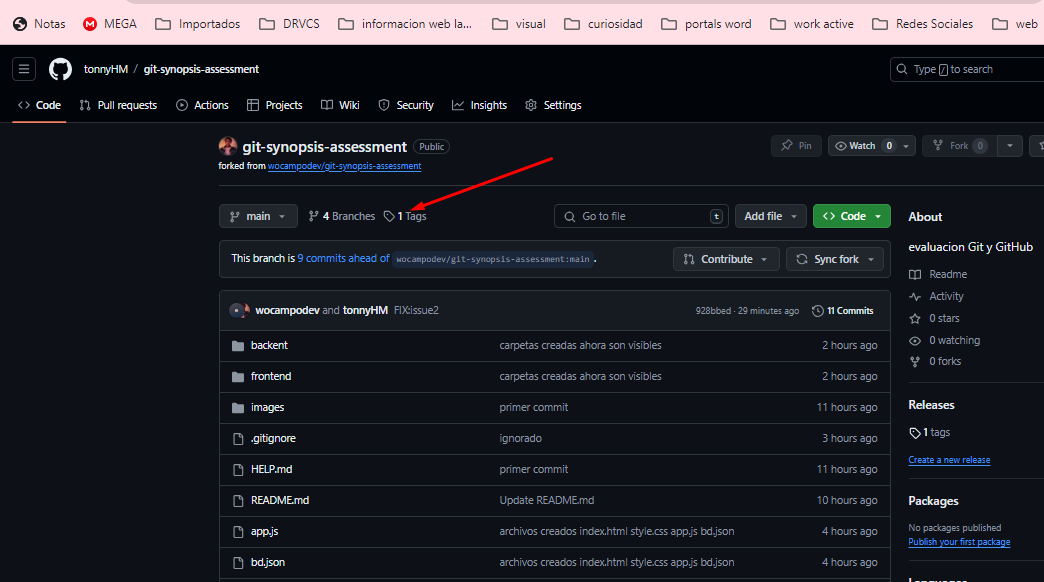 Notas MEGA Importados DRVCS informacion web la... visual curiosidad portals word work active Redes Sociales web
tonnyHM / git-synopsis-assessment Type / to search
Code Pull requests Actions Projects Wiki Security Insights Settings
git-synopsis-assessment Public Pin Watch 0 Fork 0
forked from wocampodev/git-synopsis-assessment
main 4 Branches 1 Tags Go to file t Add file Code
This branch is 9 commits ahead of wocampodev/git-synopsis-assessment:main . Contribute Sync fork
wocampodev and tonnyHM FIX:issue2 928bbed · 29 minutes ago 11 Commits
backent carpetas creadas ahora son visibles 2 hours ago
frontend carpetas creadas ahora son visibles 2 hours ago
images primer commit 11 hours ago
.gitignore ignorado 3 hours ago
HELP.md primer commit 11 hours ago
README.md Update README.md 10 hours ago
app.js archivos creados index.html style.css app.js bd.json 4 hours ago
bd.json archivos creados index.html style.css app.js bd.json 4 hours ago
About
evaluacion Git y GitHub
Readme
Activity
0 stars
0 watching
0 forks
Releases
1 tags
Create a new release
Packages
No packages published
Publish your first package
Languages